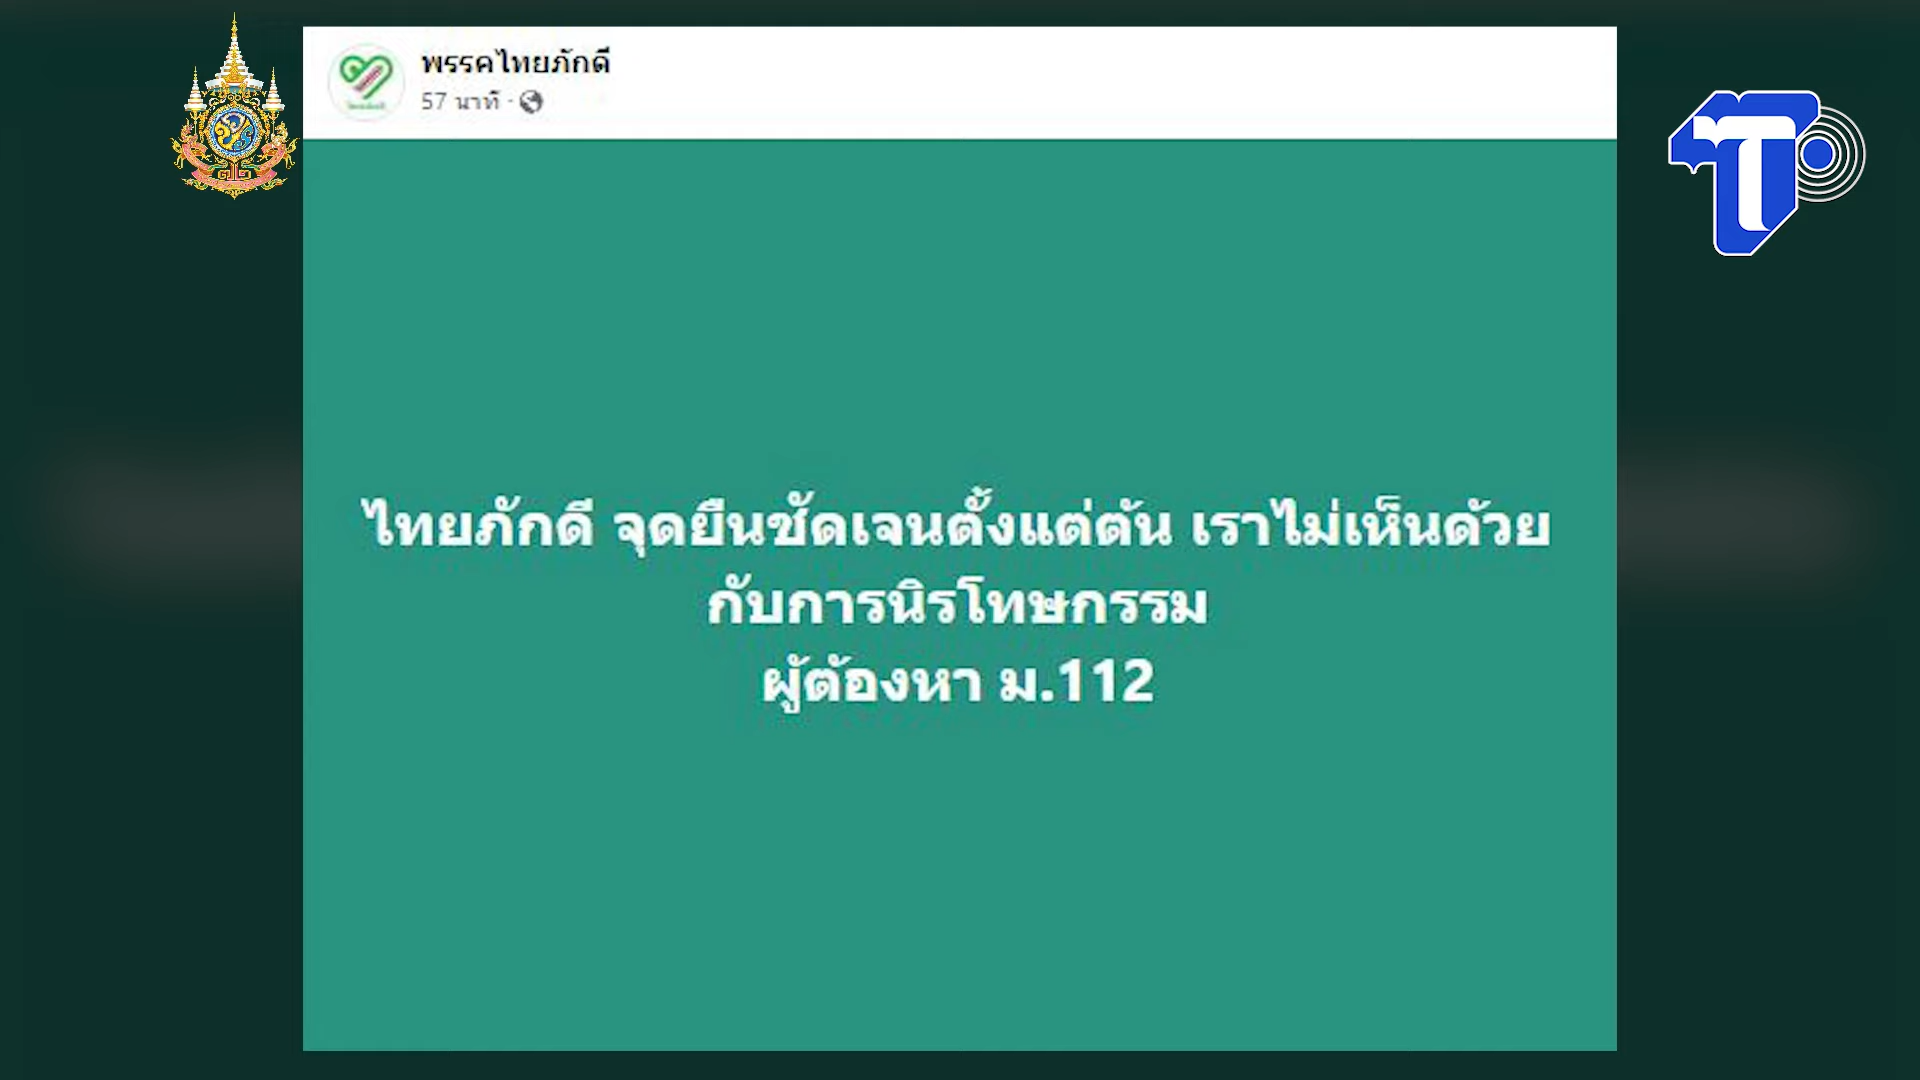 พรรคไทยภักดี
57 นาที ·
ไทยภักดี จุดยืนชัดเจนตั้งแต่ต้น เราไม่เห็นด้วย
กับการนิรโทษกรรม
ผู้ต้องหา ม.112